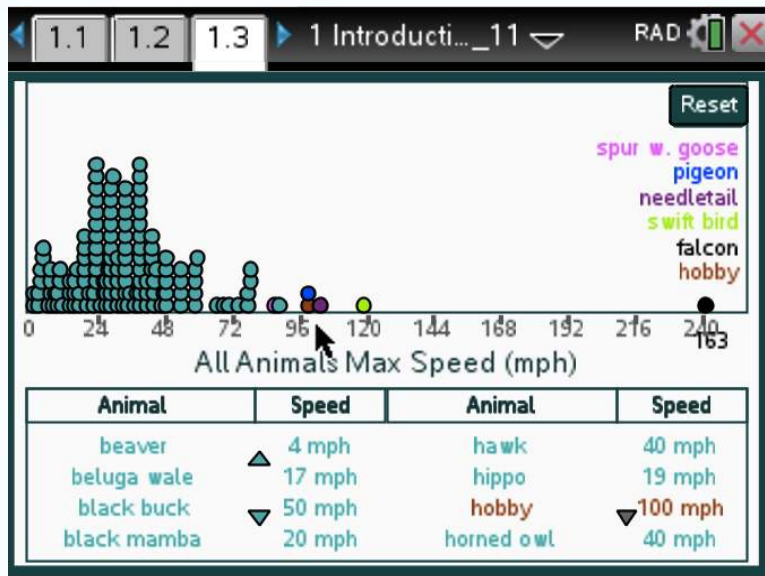 1.1 1.2 1.3 1 Introducti..._11 RAD
Reset
spur w. goose
pigeon
needletail
swift bird
falcon
hobby
0 24 48 72 96 120 144 168 192 216 240
163
All Animals Max Speed (mph)
Animal Speed Animal Speed
beaver 4 mph hawk 40 mph
beluga wale 17 mph hippo 19 mph
black buck 50 mph hobby 100 mph
black mamba 20 mph horned owl 40 mph